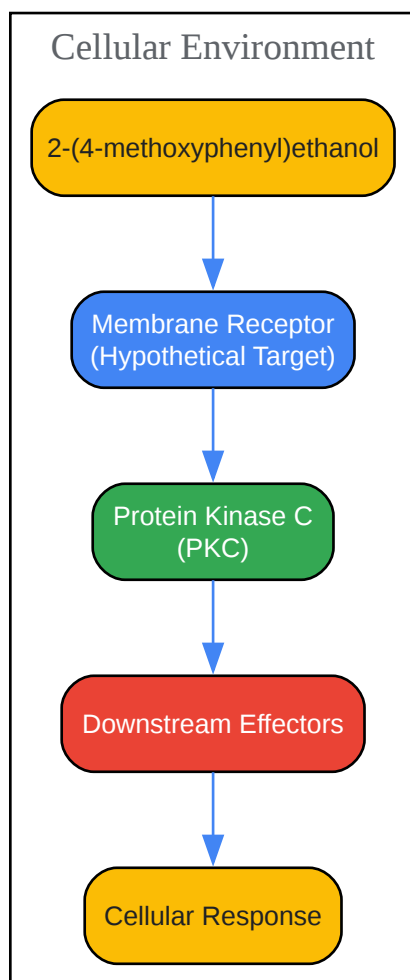 Cellular Environment
2-(4-methoxyphenyl)ethanol
Membrane Receptor
(Hypothetical Target)
Protein Kinase C
(PKC)
Downstream Effectors
Cellular Response